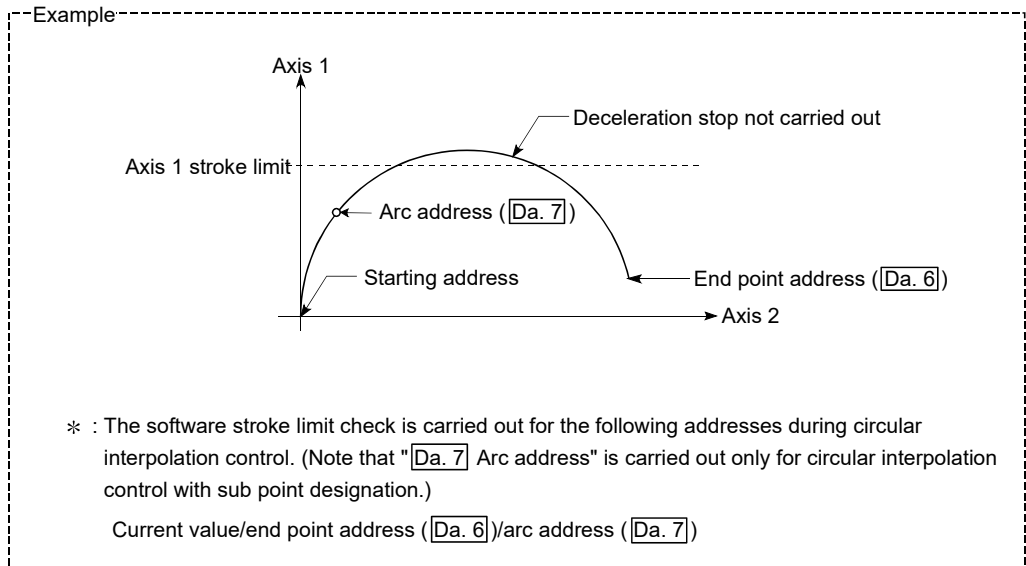 Example
Axis 1
Deceleration stop not carried out
Axis 1 stroke limit
Arc address ( Da. 7 )
Starting address
End point address ( Da. 6 )
Axis 2
* : The software stroke limit check is carried out for the following addresses during circular
interpolation control. (Note that " Da. 7 Arc address" is carried out only for circular interpolation
control with sub point designation.)
Current value/end point address ( Da. 6 )/arc address ( Da. 7 )